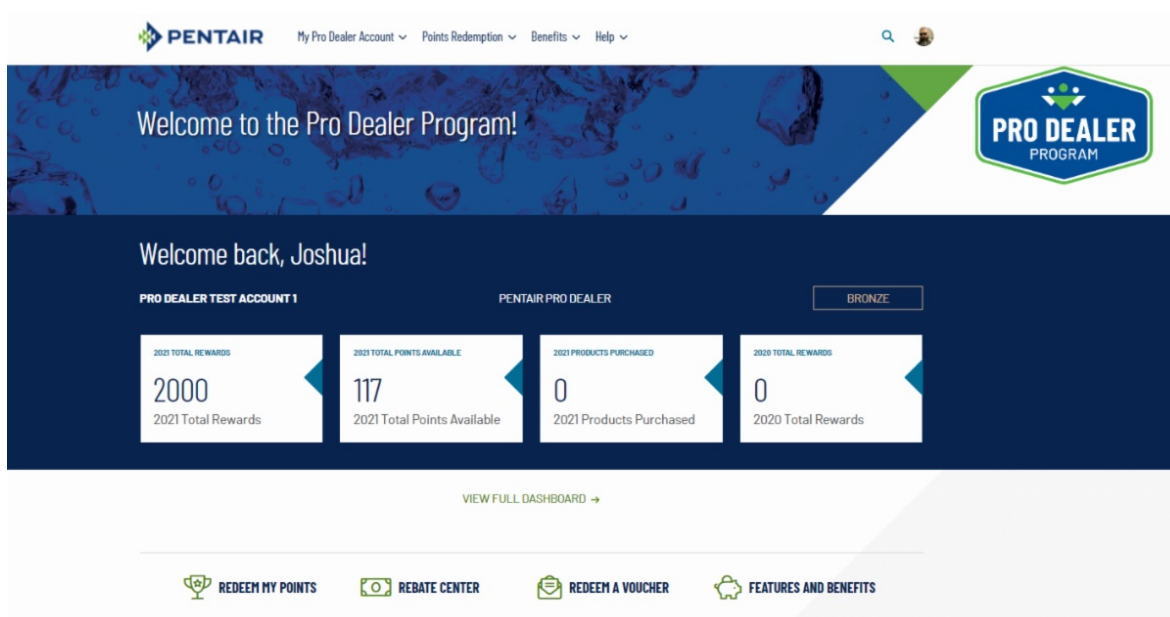 PENTAIR
My Pro Dealer Account Points Redemption Benefits Help
Welcome to the Pro Dealer Program!
PRO DEALER
PROGRAM
Welcome back, Joshua!
PRO DEALER TEST ACCOUNT 1 PENTAIR PRO DEALER BRONZE
2021 TOTAL REWARDS
2000
2021 Total Rewards
2021 TOTAL POINTS AVAILABLE
117
2021 Total Points Available
2021 PRODUCTS PURCHASED
0
2021 Products Purchased
2020 TOTAL REWARDS
0
2020 Total Rewards
VIEW FULL DASHBOARD →
REDEEM MY POINTS REBATE CENTER REDEEM A VOUCHER FEATURES AND BENEFITS